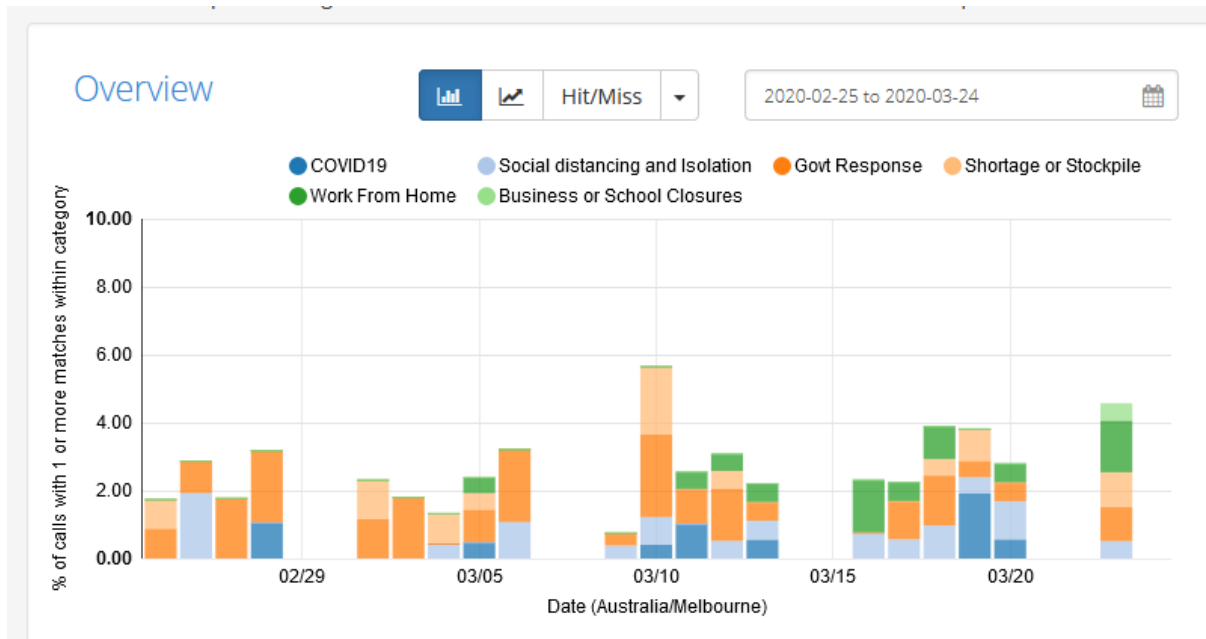 Overview
Hit/Miss
2020-02-25 to 2020-03-24
COVID19 Social distancing and Isolation Govt Response Shortage or Stockpile
Work From Home Business or School Closures
% of calls with 1 or more matches within category
10.00
8.00
6.00
4.00
2.00
0.00
02/29 03/05 03/10 03/15 03/20
Date (Australia/Melbourne)